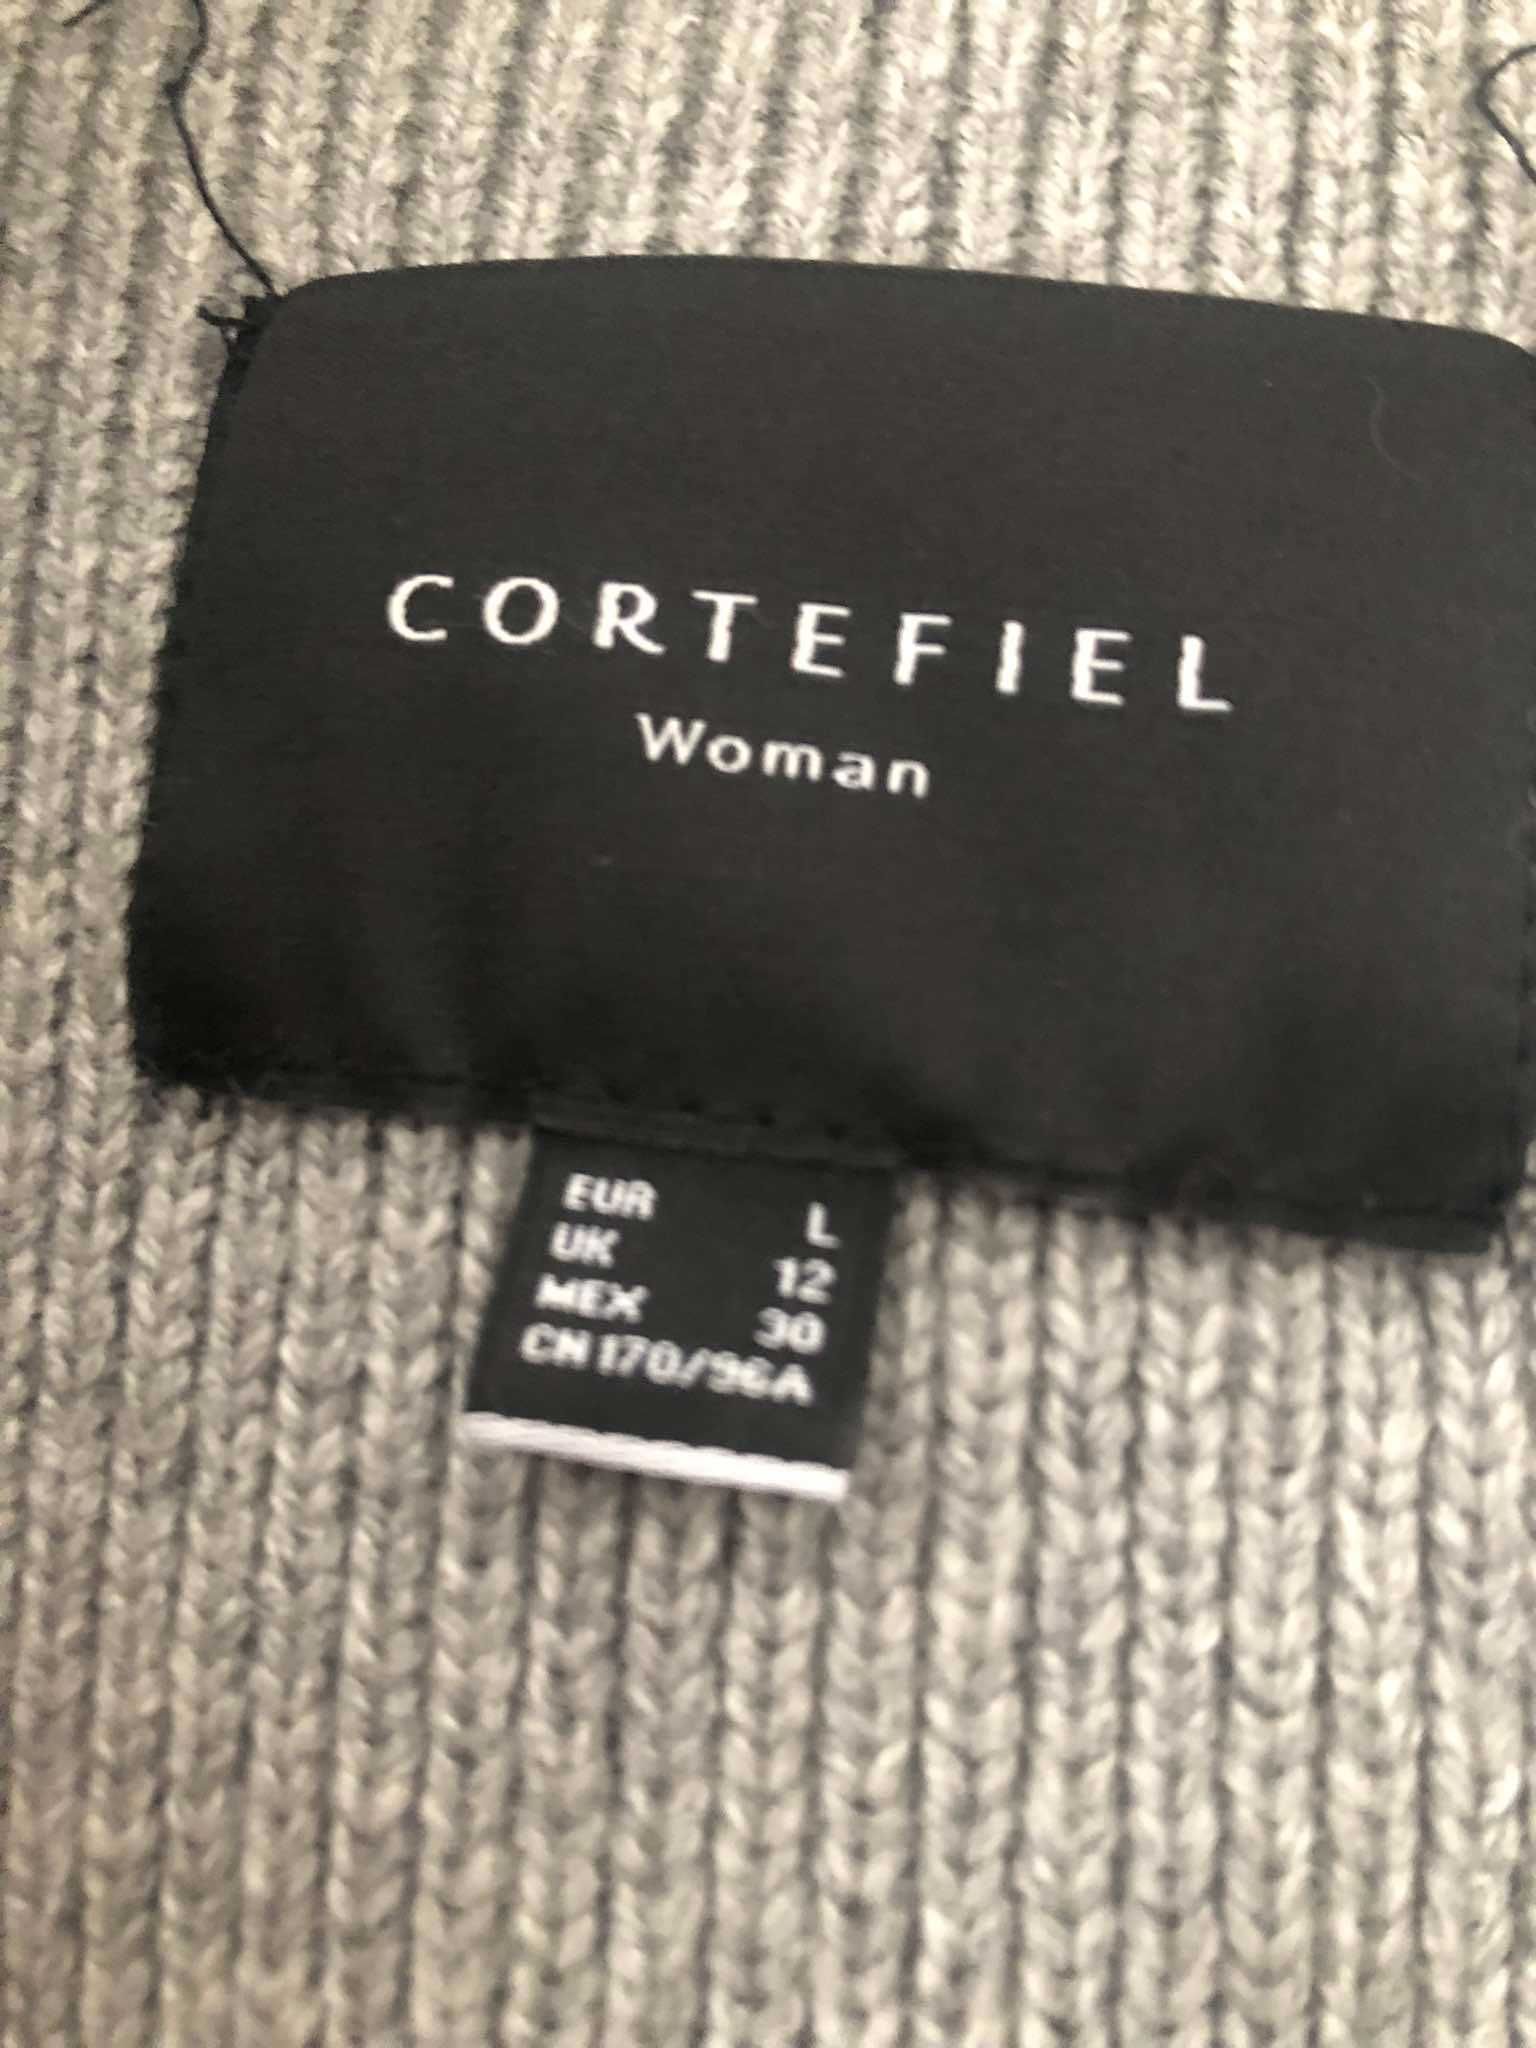 CORTEFIEL
Woman
EUR L
UK 12
MEX 30
CN 170/96A